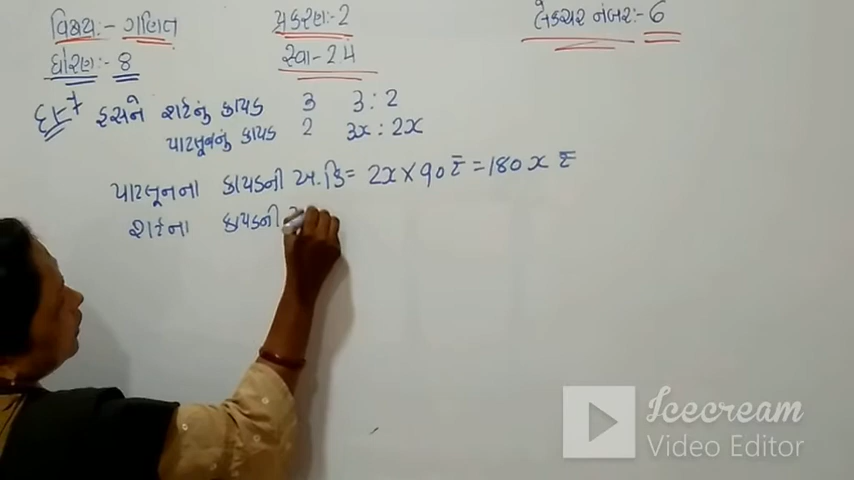 વિષય:- ગણિત
પ્રકરણ:-2
લેક્ચર નંબર:- 6
ધોરણ:- 8
સ્વા-2.4
દા-7 હસને શર્ટનું કાપડ 3 3:2
પાટલૂનનું કાપડ 2 3x:2x
પાટલૂનના કાપડની ખ.કિ= 2x×90₹=180x ₹
શર્ટના કાપડની
Icecream
Video Editor